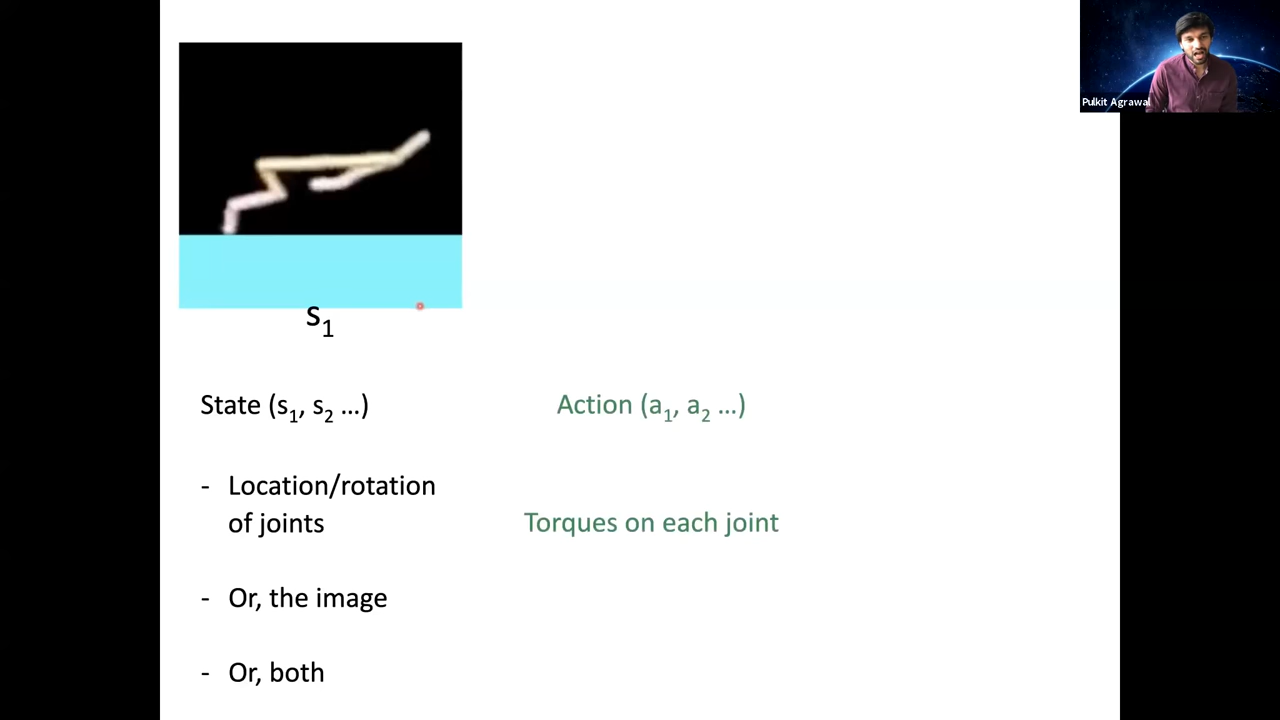 Pulkit Agrawal
s₁
State (s₁, s₂ …)
Action (a₁, a₂ …)
- Location/rotation
of joints
Torques on each joint
- Or, the image
- Or, both